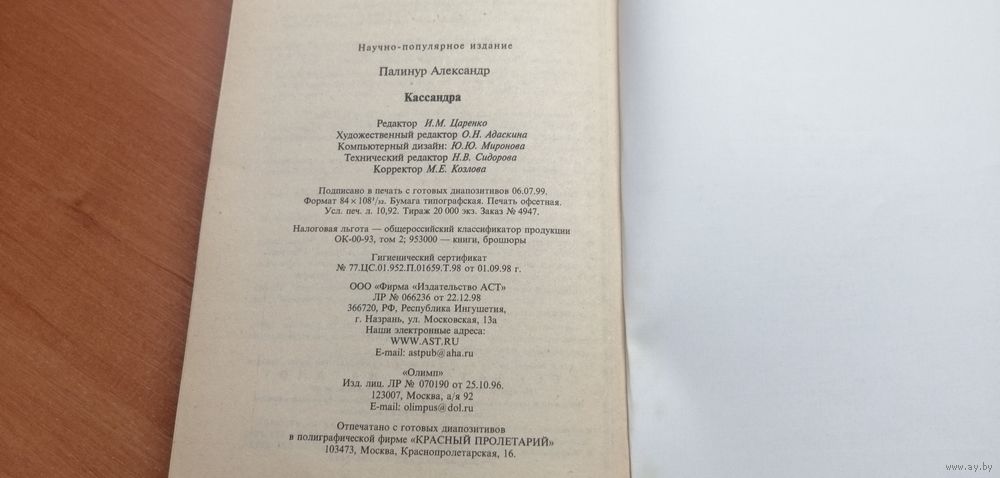 Научно-популярное издание
Палинур Александр
Кассандра
Редактор И.М. Царенко
Художественный редактор О.Н. Адаскина
Компьютерный дизайн: Ю.Ю. Миронова
Технический редактор Н.В. Сидорова
Корректор М.Е. Козлова
Подписано в печать с готовых диапозитивов 06.07.99.
Формат 84 × 108¹/₃₂. Бумага типографская. Печать офсетная.
Усл. печ. л. 10,92. Тираж 20 000 экз. Заказ № 4947.
Налоговая льгота — общероссийский классификатор продукции
ОК-00-93, том 2; 953000 — книги, брошюры
Гигиенический сертификат
№ 77.ЦС.01.952.П.01659.Т.98 от 01.09.98 г.
ООО «Фирма «Издательство АСТ»
ЛР № 066236 от 22.12.98
366720, РФ, Республика Ингушетия,
г. Назрань, ул. Московская, 13а
Наши электронные адреса:
WWW.AST.RU
E-mail: astpub@aha.ru
«Олимп»
Изд. лиц. ЛР № 070190 от 25.10.96.
123007, Москва, а/я 92
E-mail: olimpus@dol.ru
Отпечатано с готовых диапозитивов
в полиграфической фирме «КРАСНЫЙ ПРОЛЕТАРИЙ»
103473, Москва, Краснопролетарская, 16.
www.ay.by